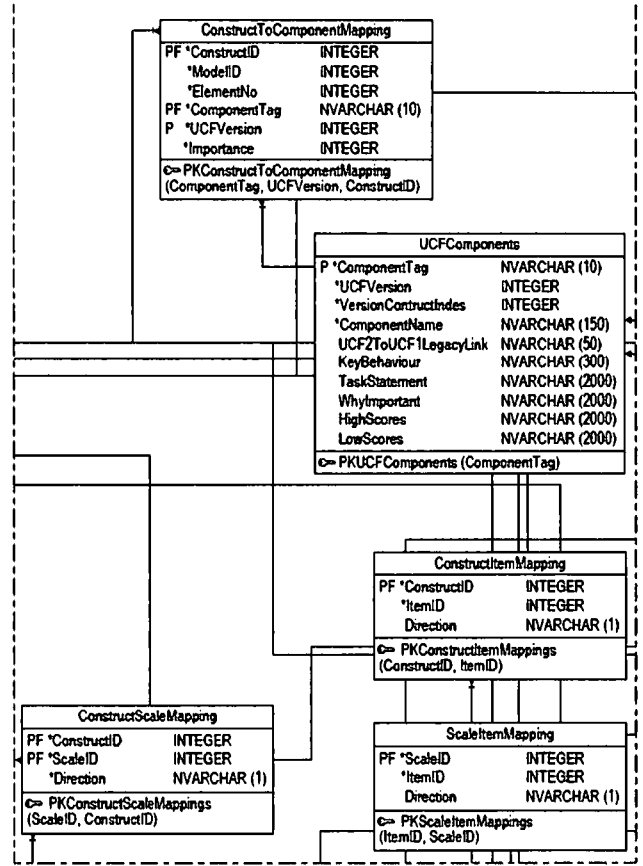 ConstructToComponentMapping
PF *ConstructID INTEGER
*ModelID INTEGER
*ElementNo INTEGER
PF *ComponentTag NVARCHAR (10)
P *UCFVersion INTEGER
*Importance INTEGER
PKConstructToComponentMapping
(ComponentTag, UCFVersion, ConstructID)
UCFComponents
P *ComponentTag NVARCHAR (10)
*UCFVersion INTEGER
*VersionContructIndes INTEGER
*ComponentName NVARCHAR (150)
UCF2ToUCF1LegacyLink NVARCHAR (50)
KeyBehaviour NVARCHAR (300)
TaskStatement NVARCHAR (2000)
WhyImportant NVARCHAR (2000)
HighScores NVARCHAR (2000)
LowScores NVARCHAR (2000)
PKUCFComponents (ComponentTag)
ConstructItemMapping
PF *ConstructID INTEGER
*ItemID INTEGER
Direction NVARCHAR (1)
PKConstructItemMappings
(ConstructID, ItemID)
ConstructScaleMapping
PF *ConstructID INTEGER
PF *ScaleID INTEGER
*Direction NVARCHAR (1)
PKConstructScaleMappings
(ScaleID, ConstructID)
ScaleItemMapping
PF *ScaleID INTEGER
*ItemID INTEGER
Direction NVARCHAR (1)
PKScaleItemMappings
(ItemID, ScaleID)